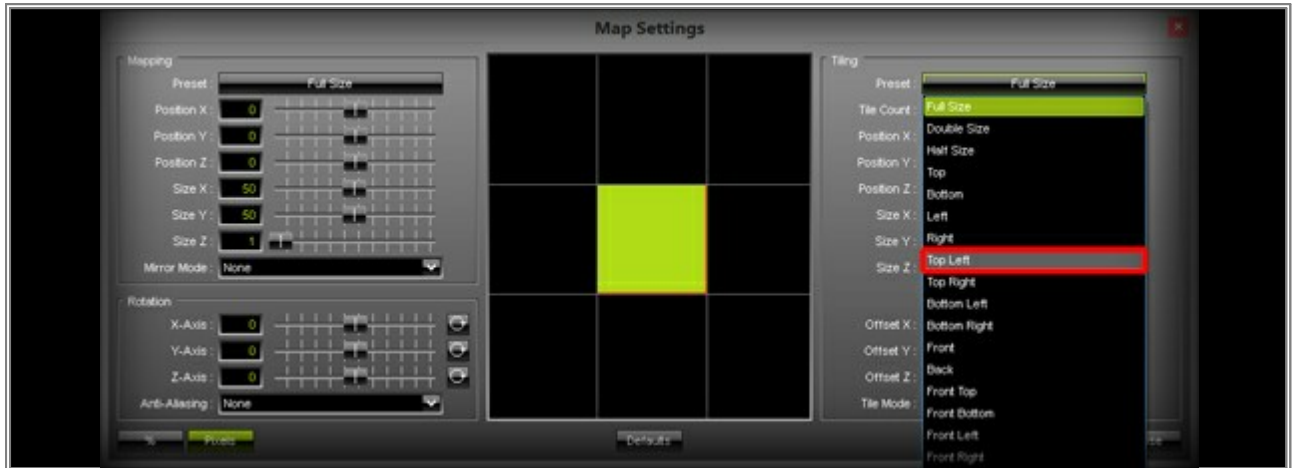 Map Settings
Mapping
Preset : Full Size
Position X : 0
Position Y : 0
Position Z : 0
Size X : 50
Size Y : 50
Size Z : 1
Mirror Mode : None
Rotation
X-Axis : 0
Y-Axis : 0
Z-Axis : 0
Anti-Aliasing : None
% Pixels
Defaults
Tiling
Preset : Full Size
Tile Count :
Position X :
Position Y :
Position Z :
Size X :
Size Y :
Size Z :
Offset X :
Offset Y :
Offset Z :
Tile Mode :
Full Size
Double Size
Half Size
Top
Bottom
Left
Right
Top Left
Top Right
Bottom Left
Bottom Right
Front
Back
Front Top
Front Bottom
Front Left
Front Right